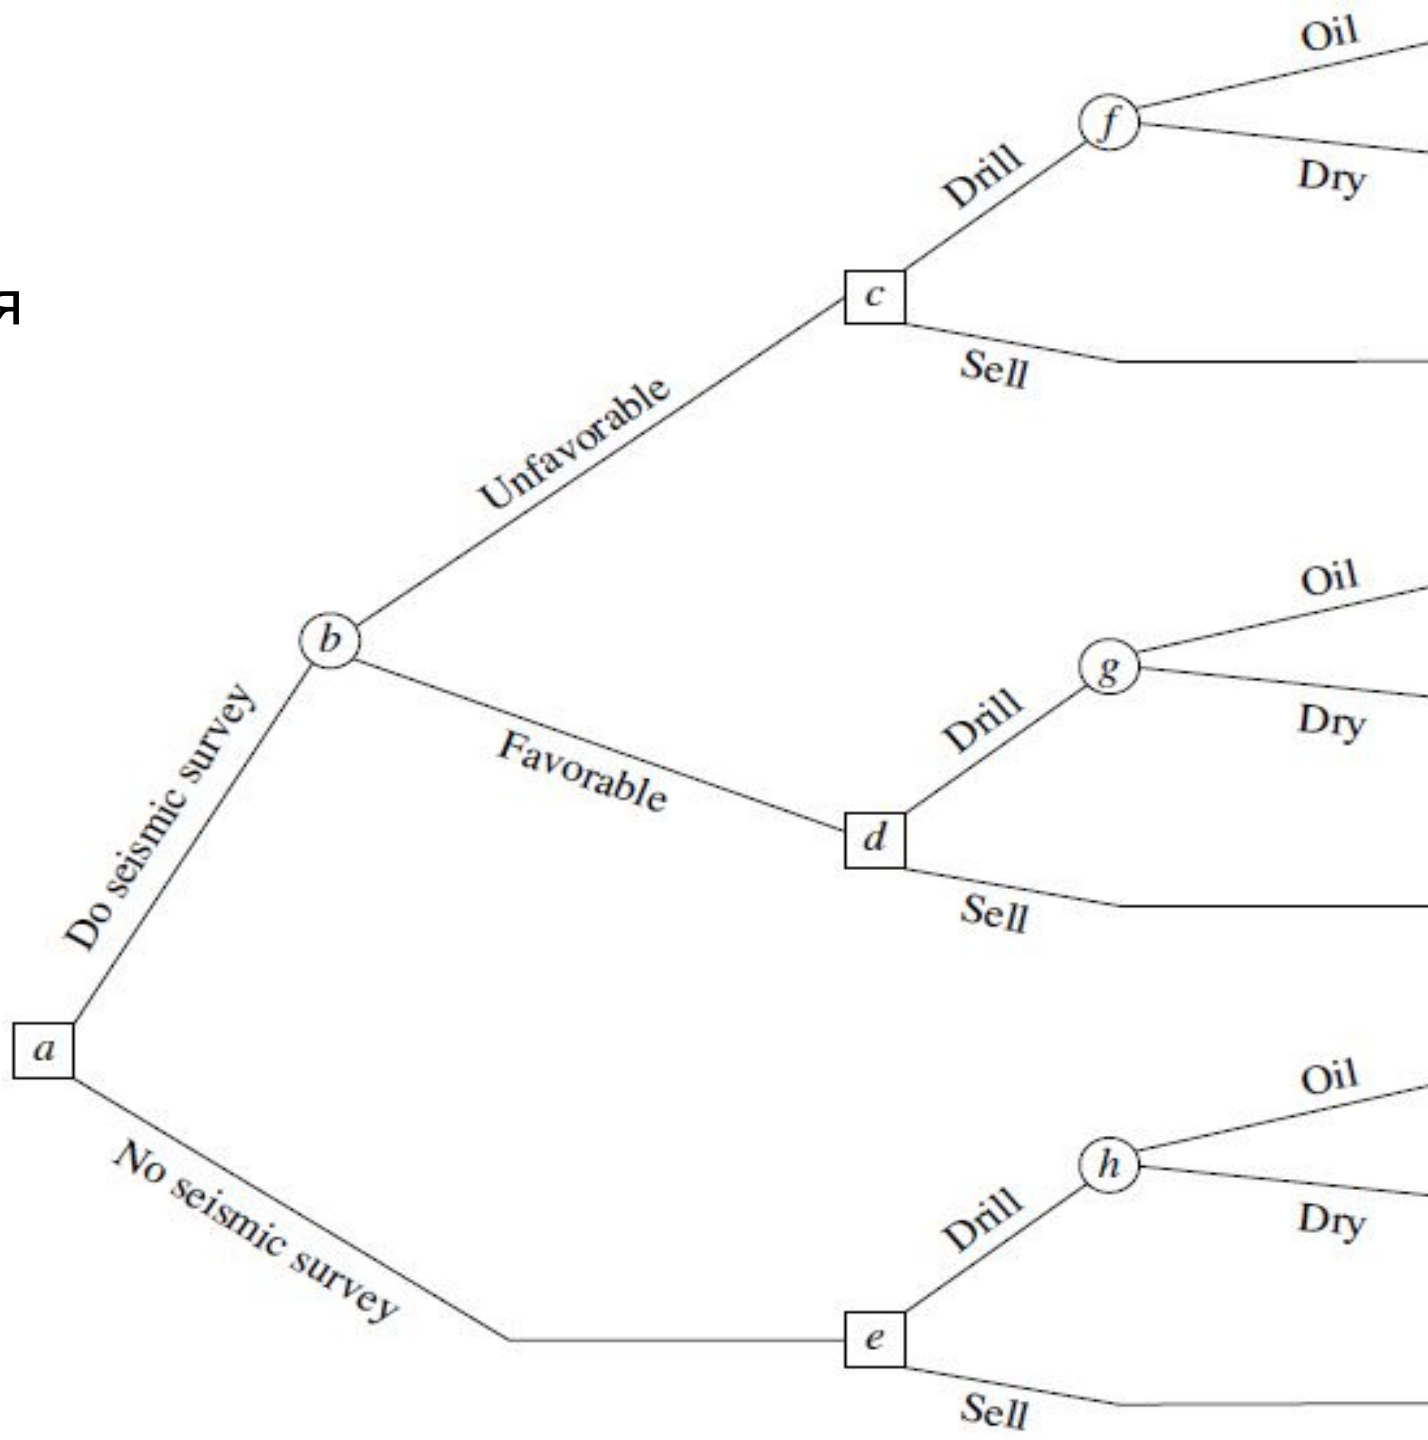 Oil
f
Drill
Dry
я
c
Sell
Unfavorable
Oil
b
g
Drill
Dry
Favorable
Do seismic survey
d
Sell
a
Oil
No seismic survey
h
Drill
Dry
e
Sell